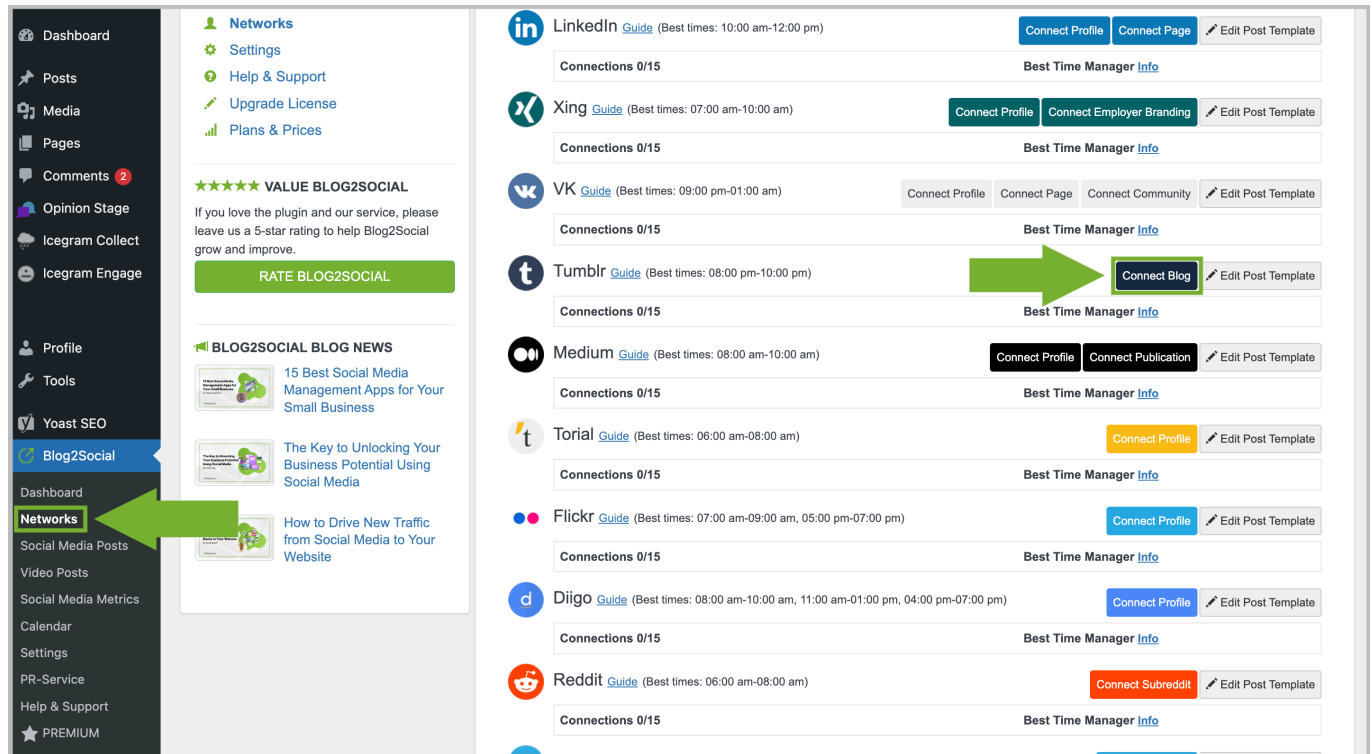 Dashboard
Posts
Media
Pages
Comments 2
Opinion Stage
Icegram Collect
Icegram Engage
Profile
Tools
Yoast SEO
Blog2Social
Dashboard
Networks
Social Media Posts
Video Posts
Social Media Metrics
Calendar
Settings
PR-Service
Help & Support
PREMIUM
Networks
Settings
Help & Support
Upgrade License
Plans & Prices
VALUE BLOG2SOCIAL
If you love the plugin and our service, please
leave us a 5-star rating to help Blog2Social
grow and improve.
RATE BLOG2SOCIAL
BLOG2SOCIAL BLOG NEWS
15 Best Social Media
Management Apps for Your
Small Business
The Key to Unlocking Your
Business Potential Using
Social Media
How to Drive New Traffic
from Social Media to Your
Website
in LinkedIn Guide (Best times: 10:00 am-12:00 pm) Connect Profile Connect Page Edit Post Template
Connections 0/15 Best Time Manager Info
Xing Guide (Best times: 07:00 am-10:00 am) Connect Profile Connect Employer Branding Edit Post Template
Connections 0/15 Best Time Manager Info
VK Guide (Best times: 09:00 pm-01:00 am) Connect Profile Connect Page Connect Community Edit Post Template
Connections 0/15 Best Time Manager Info
t Tumblr Guide (Best times: 08:00 pm-10:00 pm) Connect Blog Edit Post Template
Connections 0/15 Best Time Manager Info
Medium Guide (Best times: 08:00 am-10:00 am) Connect Profile Connect Publication Edit Post Template
Connections 0/15 Best Time Manager Info
t Torial Guide (Best times: 06:00 am-08:00 am) Connect Profile Edit Post Template
Connections 0/15 Best Time Manager Info
Flickr Guide (Best times: 07:00 am-09:00 am, 05:00 pm-07:00 pm) Connect Profile Edit Post Template
Connections 0/15 Best Time Manager Info
d Diigo Guide (Best times: 08:00 am-10:00 am, 11:00 am-01:00 pm, 04:00 pm-07:00 pm) Connect Profile Edit Post Template
Connections 0/15 Best Time Manager Info
Reddit Guide (Best times: 06:00 am-08:00 am) Connect Subreddit Edit Post Template
Connections 0/15 Best Time Manager Info